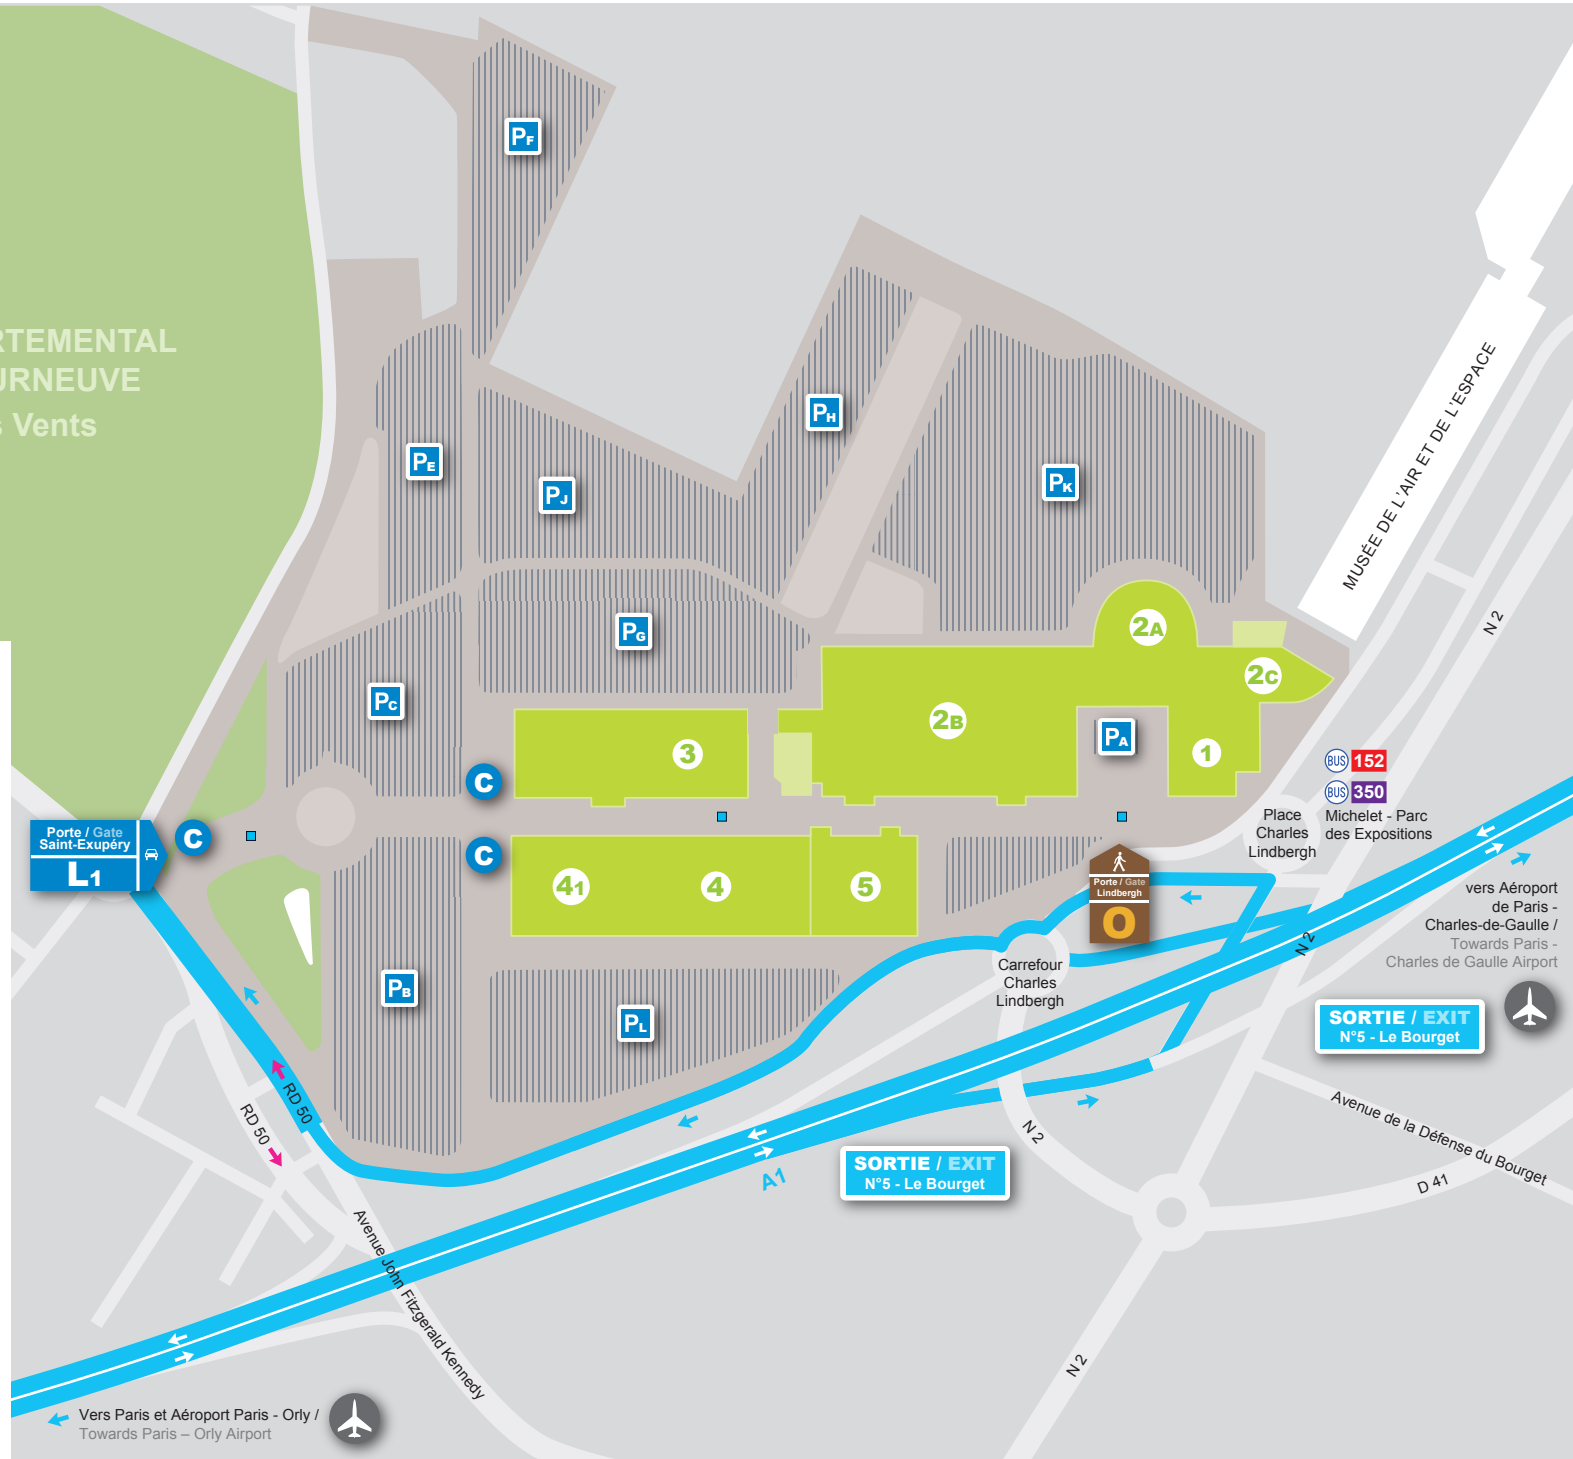 PF
RTEMENTAL
URNEUVE
s Vents
PE
PJ
PH
PK
MUSÉE DE L'AIR ET DE L'ESPACE
N 2
PG
PC
2A
2C
2B
PA
1
3
C
C
C
Porte / Gate
Saint-Exupéry
L1
41
4
5
BUS 152
BUS 350
Michelet - Parc
des Expositions
Place
Charles
Lindbergh
Porte / Gate
Lindbergh
O
vers Aéroport
de Paris -
Charles-de-Gaulle /
Towards Paris -
Charles de Gaulle Airport
N 2
Carrefour
Charles
Lindbergh
SORTIE / EXIT
N°5 - Le Bourget
PB
PL
RD 50
RD 50
N 2
A1
SORTIE / EXIT
N°5 - Le Bourget
Avenue de la Défense du Bourget
D 41
Avenue John Fitzgerald Kennedy
N 2
Vers Paris et Aéroport Paris - Orly /
Towards Paris – Orly Airport